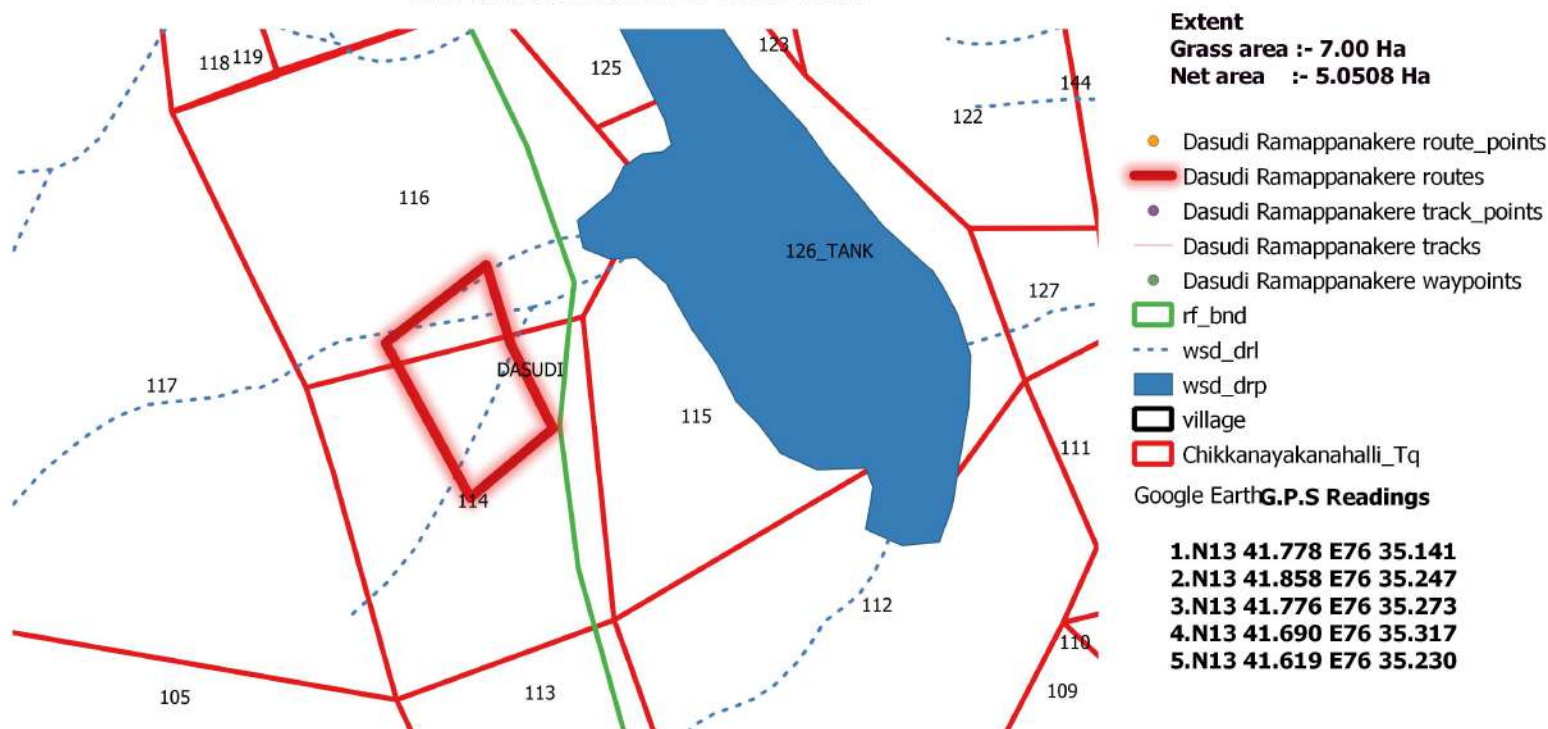 Extent
Grass area :- 7.00 Ha
Net area :- 5.0508 Ha
Dasudi Ramappanakere route_points
Dasudi Ramappanakere routes
Dasudi Ramappanakere track_points
Dasudi Ramappanakere tracks
Dasudi Ramappanakere waypoints
rf_bnd
wsd_drl
wsd_drp
village
Chikkanayakanahalli_Tq
Google Earth G.P.S Readings
1.N13 41.778 E76 35.141
2.N13 41.858 E76 35.247
3.N13 41.776 E76 35.273
4.N13 41.690 E76 35.317
5.N13 41.619 E76 35.230
118 119
125
123
144
122
116
126_TANK
127
117
DASUDI
115
111
114
112
110
105
113
109